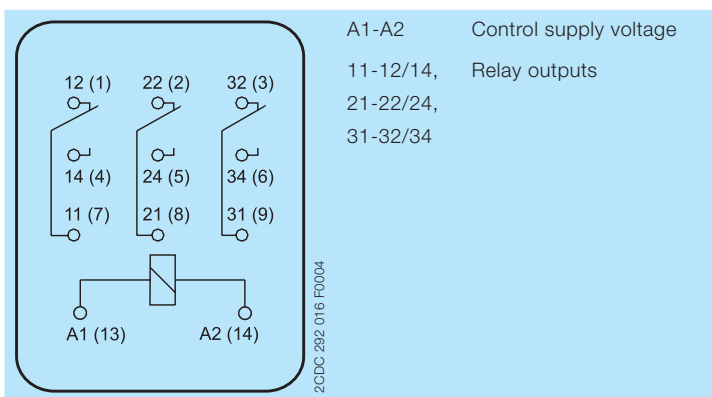 12 (1) 22 (2) 32 (3)
14 (4) 24 (5) 34 (6)
11 (7) 21 (8) 31 (9)
A1 (13) A2 (14)
2CDC 292 016 F0004
A1-A2 Control supply voltage
11-12/14, Relay outputs
21-22/24,
31-32/34